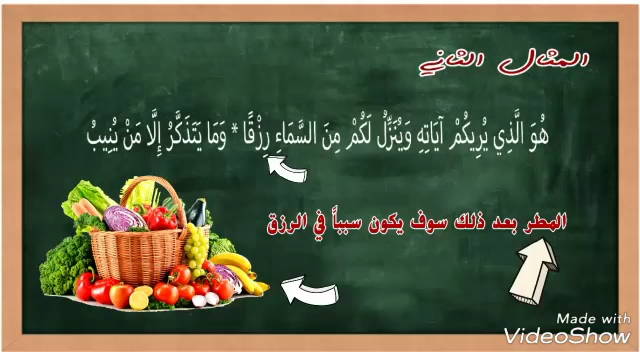 المثال الثاني
هُوَ الَّذِي يُرِيكُمْ آيَاتِهِ وَيُنَزِّلُ لَكُمْ مِنَ السَّمَاءِ رِزْقًا * وَمَا يَتَذَكَّرُ إِلَّا مَنْ يُنِيبُ
المطر بعد ذلك سوف يكون سبباً في الرزق
Made with
VideoShow